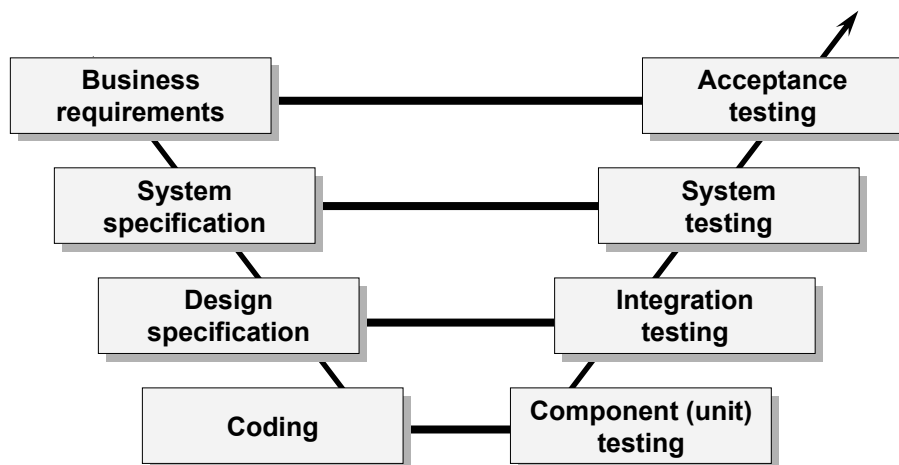 Business
requirements
Acceptance
testing
System
specification
System
testing
Design
specification
Integration
testing
Coding
Component (unit)
testing